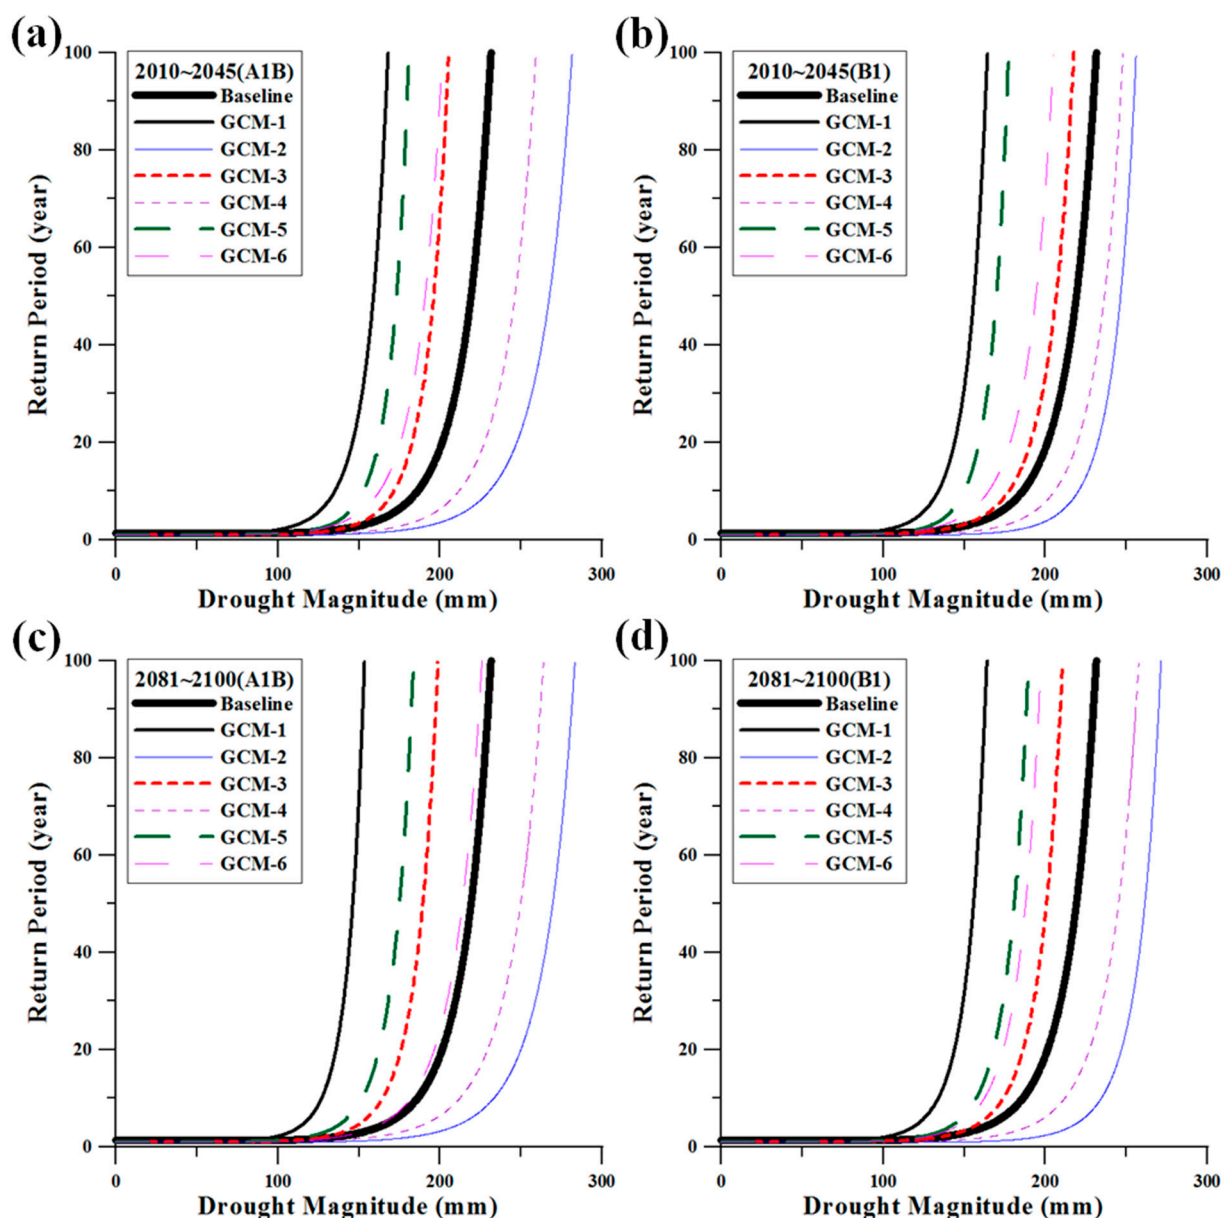 (a)
100
80
60
40
20
0
Return Period (year)
2010~2045(A1B)
Baseline
GCM-1
GCM-2
GCM-3
GCM-4
GCM-5
GCM-6
0 100 200 300
Drought Magnitude (mm)
(b)
100
80
60
40
20
0
Return Period (year)
2010~2045(B1)
Baseline
GCM-1
GCM-2
GCM-3
GCM-4
GCM-5
GCM-6
0 100 200 300
Drought Magnitude (mm)
(c)
100
80
60
40
20
0
Return Period (year)
2081~2100(A1B)
Baseline
GCM-1
GCM-2
GCM-3
GCM-4
GCM-5
GCM-6
0 100 200 300
Drought Magnitude (mm)
(d)
100
80
60
40
20
0
Return Period (year)
2081~2100(B1)
Baseline
GCM-1
GCM-2
GCM-3
GCM-4
GCM-5
GCM-6
0 100 200 300
Drought Magnitude (mm)